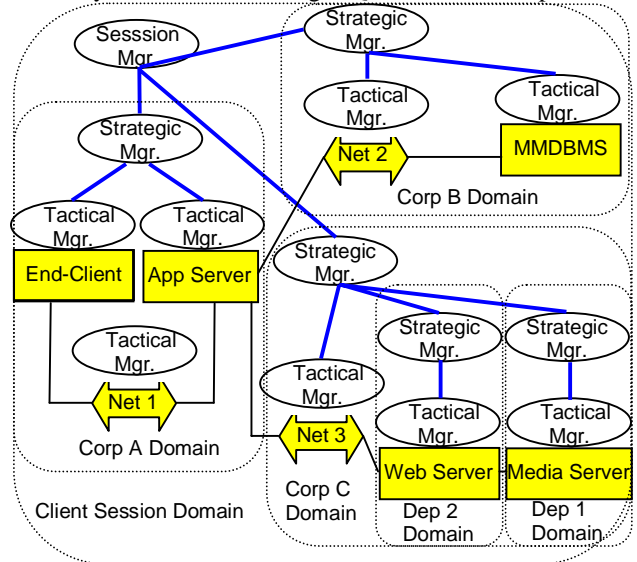 Sesssion
Mgr.
Strategic
Mgr.
Tactical
Mgr.
Tactical
Mgr.
Net 2
MMDBMS
Corp B Domain
Strategic
Mgr.
Tactical
Mgr.
Tactical
Mgr.
End-Client
App Server
Tactical
Mgr.
Net 1
Corp A Domain
Client Session Domain
Strategic
Mgr.
Strategic
Mgr.
Strategic
Mgr.
Tactical
Mgr.
Tactical
Mgr.
Tactical
Mgr.
Net 3
Web Server
Media Server
Corp C
Domain
Dep 2
Domain
Dep 1
Domain